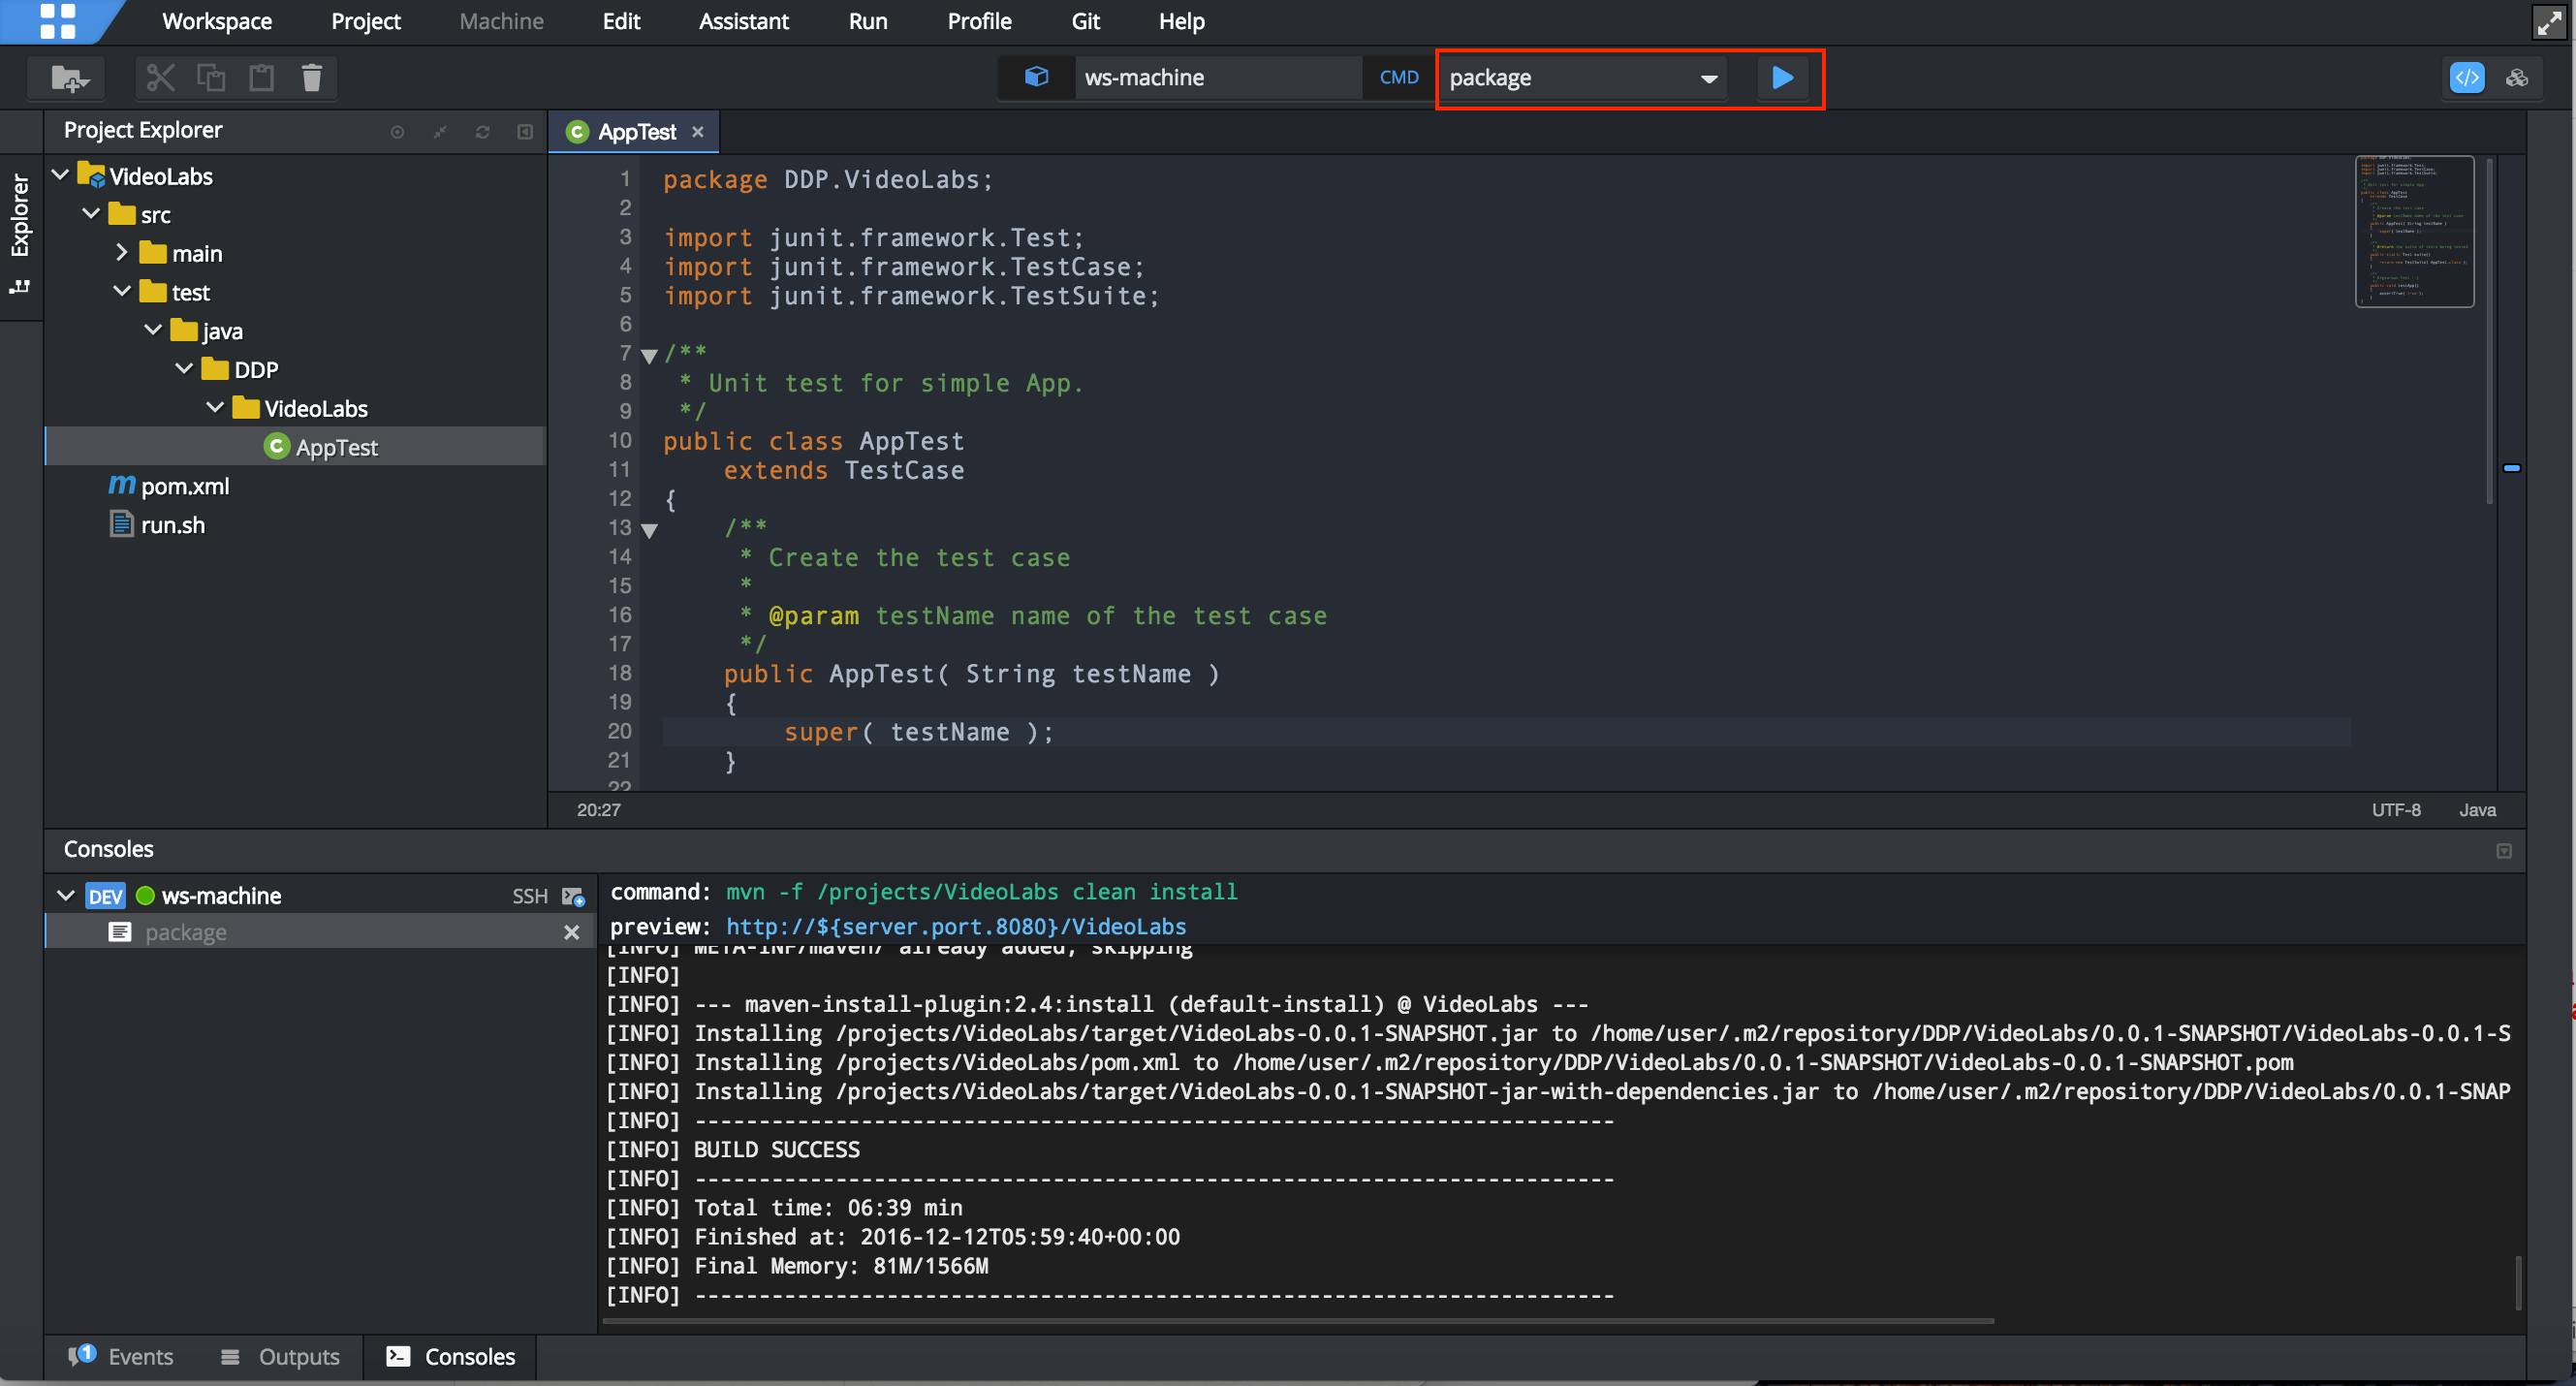 Workspace Project Machine Edit Assistant Run Profile Git Help
ws-machine CMD package
Project Explorer
AppTest
Explorer
VideoLabs
src
main
test
java
DDP
VideoLabs
AppTest
pom.xml
run.sh
1 package DDP.VideoLabs;
2
3 import junit.framework.Test;
4 import junit.framework.TestCase;
5 import junit.framework.TestSuite;
6
7 /**
8 * Unit test for simple App.
9 */
10 public class AppTest
11 extends TestCase
12 {
13 /**
14 * Create the test case
15 *
16 * @param testName name of the test case
17 */
18 public AppTest( String testName )
19 {
20 super( testName );
21 }
22
20:27 UTF-8 Java
Consoles
DEV ws-machine SSH
package
command: mvn -f /projects/VideoLabs clean install
preview: http://${server.port.8080}/VideoLabs
[INFO] META-INF/maven/ already added, skipping
[INFO]
[INFO] --- maven-install-plugin:2.4:install (default-install) @ VideoLabs ---
[INFO] Installing /projects/VideoLabs/target/VideoLabs-0.0.1-SNAPSHOT.jar to /home/user/.m2/repository/DDP/VideoLabs/0.0.1-SNAPSHOT/VideoLabs-0.0.1-S
[INFO] Installing /projects/VideoLabs/pom.xml to /home/user/.m2/repository/DDP/VideoLabs/0.0.1-SNAPSHOT/VideoLabs-0.0.1-SNAPSHOT.pom
[INFO] Installing /projects/VideoLabs/target/VideoLabs-0.0.1-SNAPSHOT-jar-with-dependencies.jar to /home/user/.m2/repository/DDP/VideoLabs/0.0.1-SNAP
[INFO] ------------------------------------------------------------------------
[INFO] BUILD SUCCESS
[INFO] ------------------------------------------------------------------------
[INFO] Total time: 06:39 min
[INFO] Finished at: 2016-12-12T05:59:40+00:00
[INFO] Final Memory: 81M/1566M
[INFO] ------------------------------------------------------------------------
1 Events Outputs Consoles